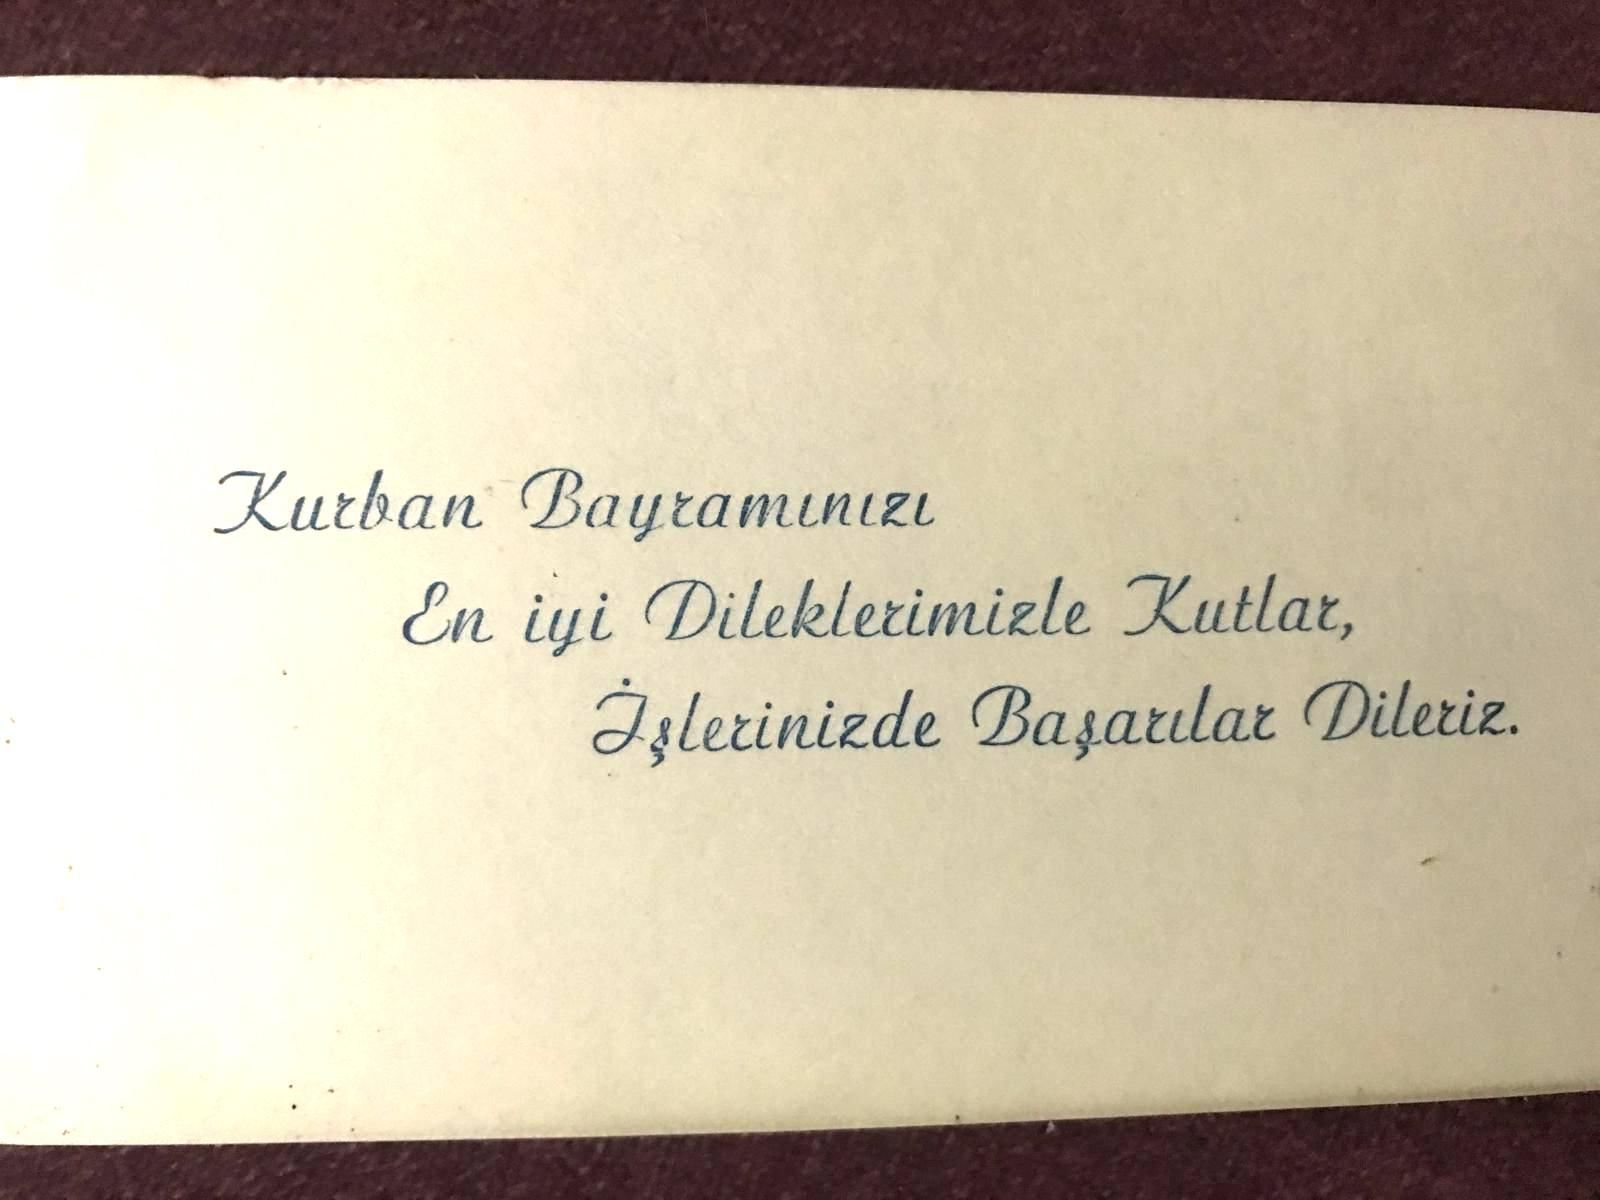 Kurban Bayramınızı
En iyi Dileklerimizle Kutlar,
İşlerinizde Başarılar Dileriz.